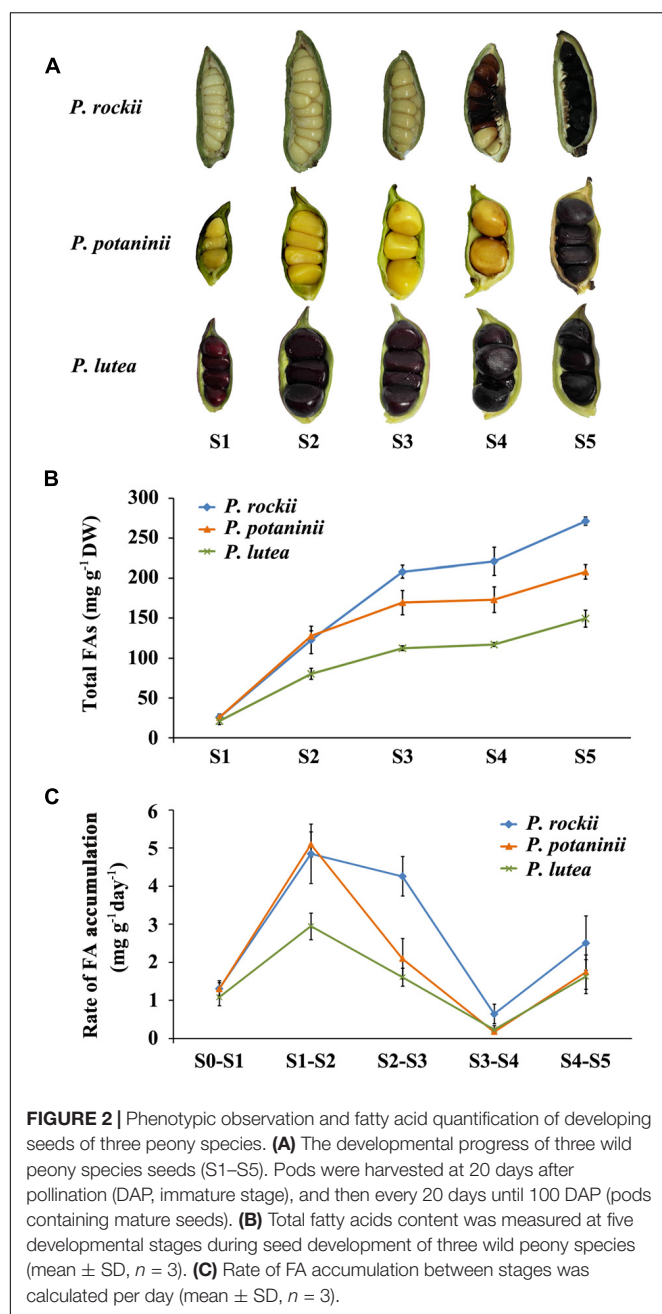 A
P. rockii
P. potaninii
P. lutea
S1 S2 S3 S4 S5
B
Total FAs (mg g⁻¹DW)
300
250
200
150
100
50
0
P. rockii
P. potaninii
P. lutea
S1 S2 S3 S4 S5
C
Rate of FA accumulation
(mg g⁻¹day⁻¹)
6
5
4
3
2
1
0
P. rockii
P. potaninii
P. lutea
S0-S1 S1-S2 S2-S3 S3-S4 S4-S5
FIGURE 2 | Phenotypic observation and fatty acid quantification of developing
seeds of three peony species. (A) The developmental progress of three wild
peony species seeds (S1–S5). Pods were harvested at 20 days after
pollination (DAP, immature stage), and then every 20 days until 100 DAP (pods
containing mature seeds). (B) Total fatty acids content was measured at five
developmental stages during seed development of three wild peony species
(mean ± SD, n = 3). (C) Rate of FA accumulation between stages was
calculated per day (mean ± SD, n = 3).